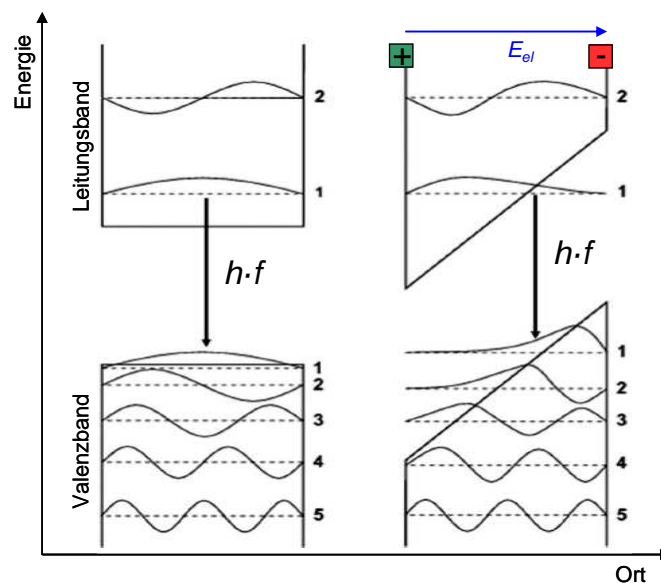 Energie
Leitungsband
Valenzband
2
1
h·f
1
2
3
4
5
+
E_el
-
2
1
h·f
1
2
3
4
5
Ort